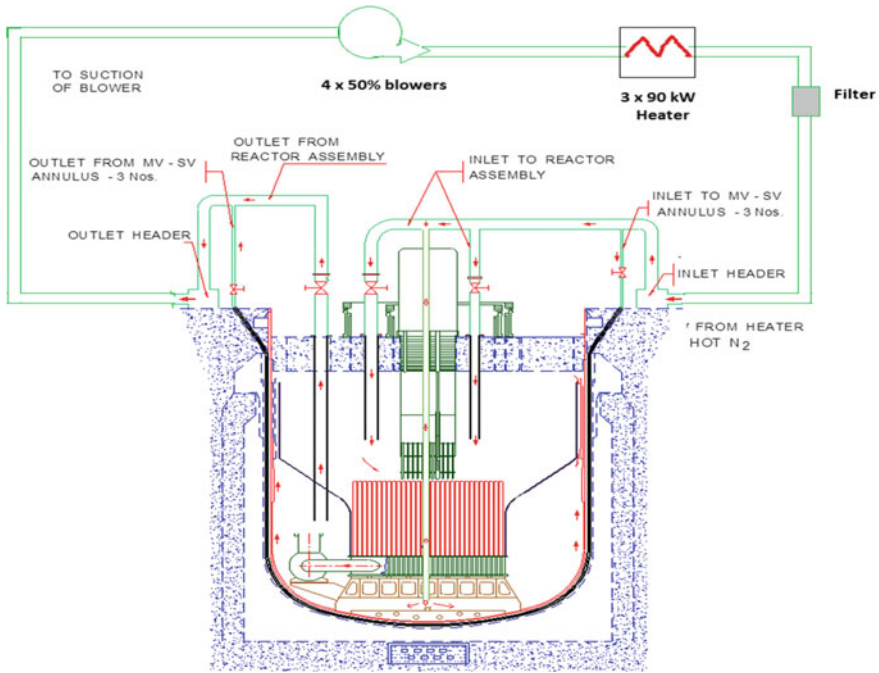 TO SUCTION
OF BLOWER
4 x 50% blowers
3 x 90 kW
Heater
Filter
OUTLET FROM
REACTOR ASSEMBLY
OUTLET FROM MV - SV
ANNULUS - 3 Nos.
INLET TO REACTOR
ASSEMBLY
INLET TO MV - SV
ANNULUS - 3 Nos.
OUTLET HEADER
INLET HEADER
FROM HEATER
HOT N2